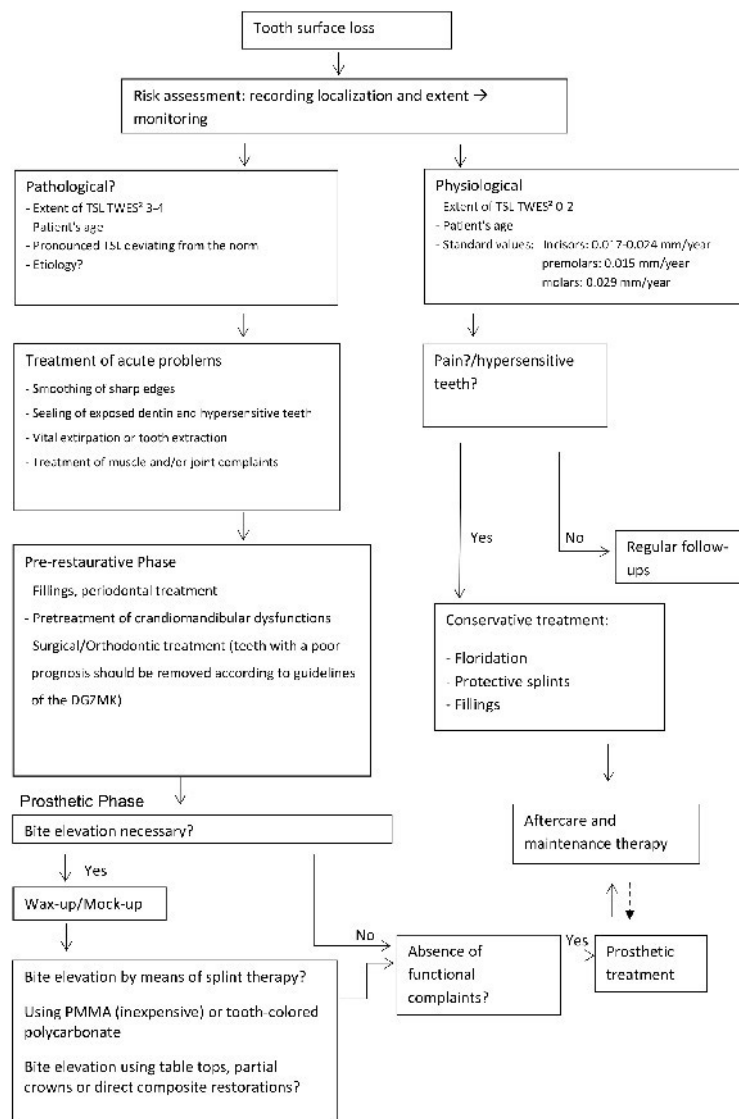 Tooth surface loss
Risk assessment: recording localization and extent →
monitoring
Pathological?
- Extent of TSL TWES² 3-4
Patient's age
- Pronounced TSL deviating from the norm
- Etiology?
Physiological
Extent of TSL TWES² 0-2
- Patient's age
- Standard values: Incisors: 0.017-0.024 mm/year
premolars: 0.015 mm/year
molars: 0.029 mm/year
Treatment of acute problems
- Smoothing of sharp edges
- Sealing of exposed dentin and hypersensitive teeth
- Vital extirpation or tooth extraction
- Treatment of muscle and/or joint complaints
Pain?/hypersensitive
teeth?
Yes
No
Regular follow-
ups
Pre-restaurative Phase
Fillings, periodontal treatment
- Pretreatment of crandiomandibular dysfunctions
Surgical/Orthodontic treatment (teeth with a poor
prognosis should be removed according to guidelines
of the DGZMK)
Conservative treatment:
- Floridation
- Protective splints
- Fillings
Prosthetic Phase
Bite elevation necessary?
Aftercare and
maintenance therapy
Yes
Wax-up/Mock-up
No
Absence of
functional
complaints?
Yes
Prosthetic
treatment
Bite elevation by means of splint therapy?
Using PMMA (inexpensive) or tooth-colored
polycarbonate
Bite elevation using table tops, partial
crowns or direct composite restorations?